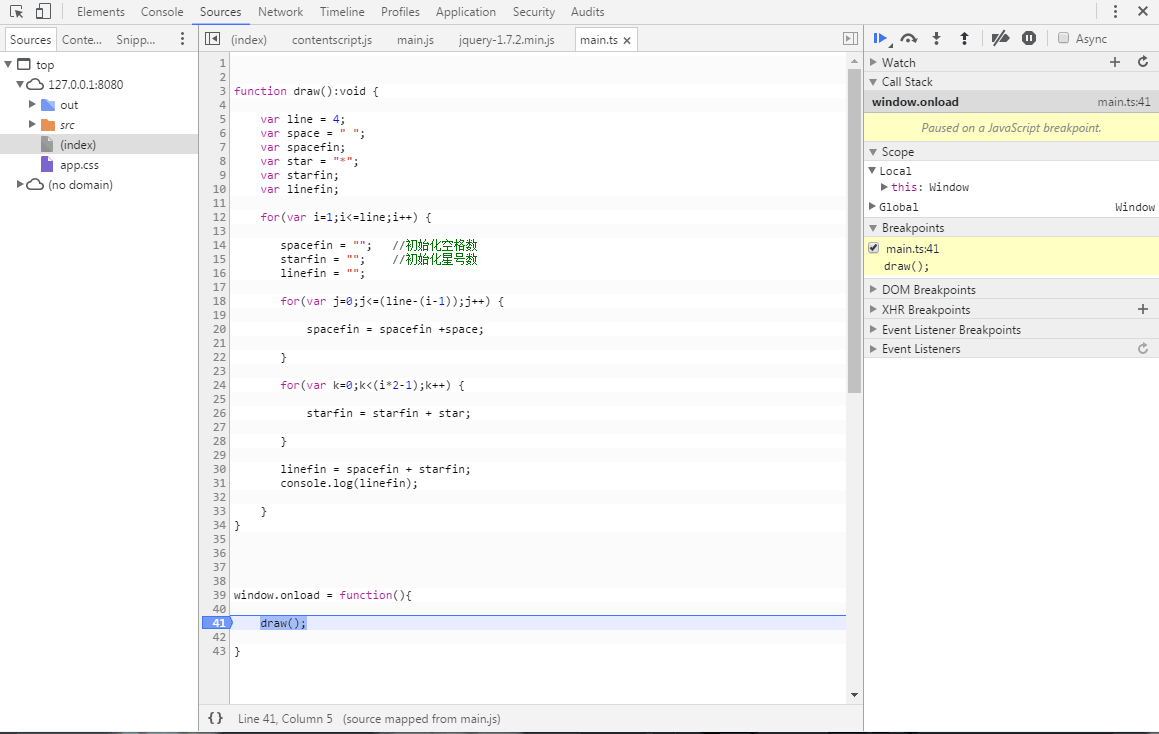 Elements Console Sources Network Timeline Profiles Application Security Audits
Sources Conte... Snipp...
(index) contentscript.js main.js jquery-1.7.2.min.js main.ts ×
Async
top
127.0.0.1:8080
out
src
(index)
app.css
(no domain)
1
2
3 function draw():void {
4
5 var line = 4;
6 var space = " ";
7 var spacefin;
8 var star = "*";
9 var starfin;
10 var linefin;
11
12 for(var i=1;i<=line;i++) {
13
14 spacefin = ""; //初始化空格数
15 starfin = ""; //初始化星号数
16 linefin = "";
17
18 for(var j=0;j<=(line-(i-1));j++) {
19
20 spacefin = spacefin +space;
21
22 }
23
24 for(var k=0;k<(i*2-1);k++) {
25
26 starfin = starfin + star;
27
28 }
29
30 linefin = spacefin + starfin;
31 console.log(linefin);
32
33 }
34 }
35
36
37
38
39 window.onload = function(){
40
41 draw();
42
43 }
{} Line 41, Column 5 (source mapped from main.js)
Watch
Call Stack
window.onload main.ts:41
Paused on a JavaScript breakpoint.
Scope
Local
this: Window
Global Window
Breakpoints
main.ts:41
draw();
DOM Breakpoints
XHR Breakpoints
Event Listener Breakpoints
Event Listeners